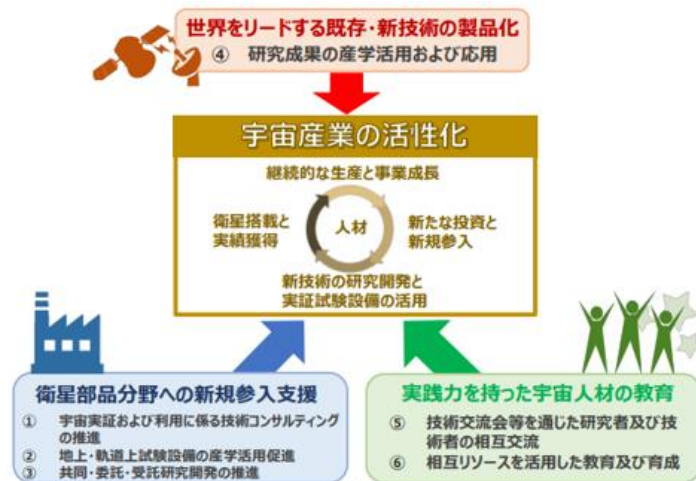 世界をリードする既存・新技術の製品化
④ 研究成果の産学活用および応用
宇宙産業の活性化
継続的な生産と事業成長
衛星搭載と
実績獲得
人材
新たな投資と
新規参入
新技術の研究開発と
実証試験設備の活用
衛星部品分野への新規参入支援
① 宇宙実証および利用に係る技術コンサルティング
の推進
② 地上・軌道上試験設備の産学活用促進
③ 共同・委託・受託研究開発の推進
実践力を持った宇宙人材の教育
⑤ 技術交流会等を通じた研究者及び技
術者の相互交流
⑥ 相互リソースを活用した教育及び育成